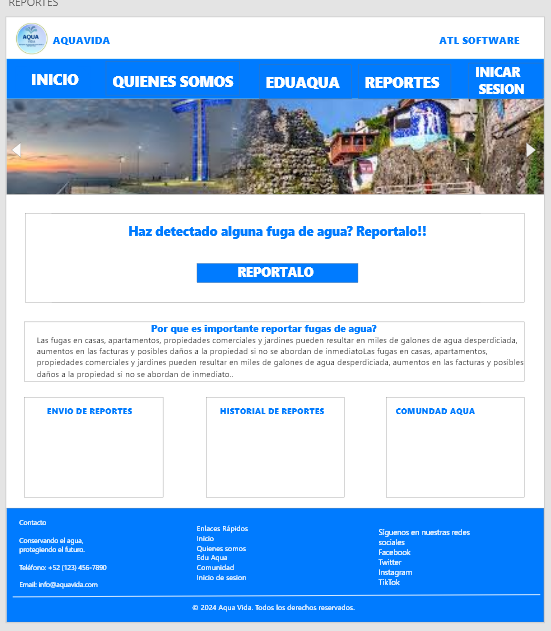 REPORTES
AQUA
AQUAVIDA
ATL SOFTWARE
INICIO
QUIENES SOMOS
EDUAQUA
REPORTES
INICAR
SESION
Haz detectado alguna fuga de agua? Reportalo!!
REPORTALO
Por que es importante reportar fugas de agua?
Las fugas en casas, apartamentos, propiedades comerciales y jardines pueden resultar en miles de galones de agua desperdiciada,
aumentos en las facturas y posibles daños a la propiedad si no se abordan de inmediatoLas fugas en casas, apartamentos,
propiedades comerciales y jardines pueden resultar en miles de galones de agua desperdiciada, aumentos en las facturas y posibles
daños a la propiedad si no se abordan de inmediato..
ENVIO DE REPORTES
HISTORIAL DE REPORTES
COMUNDAD AQUA
Contacto
Conservando el agua,
protegiendo el futuro.
Teléfono: +52 (123) 456-7890
Email: info@aquavida.com
Enlaces Rápidos
Inicio
Quienes somos
Edu Aqua
Comunidad
Inicio de sesion
Síguenos en nuestras redes
sociales
Facebook
Twitter
Instagram
TikTok
© 2024 Aqua Vida. Todos los derechos reservados.